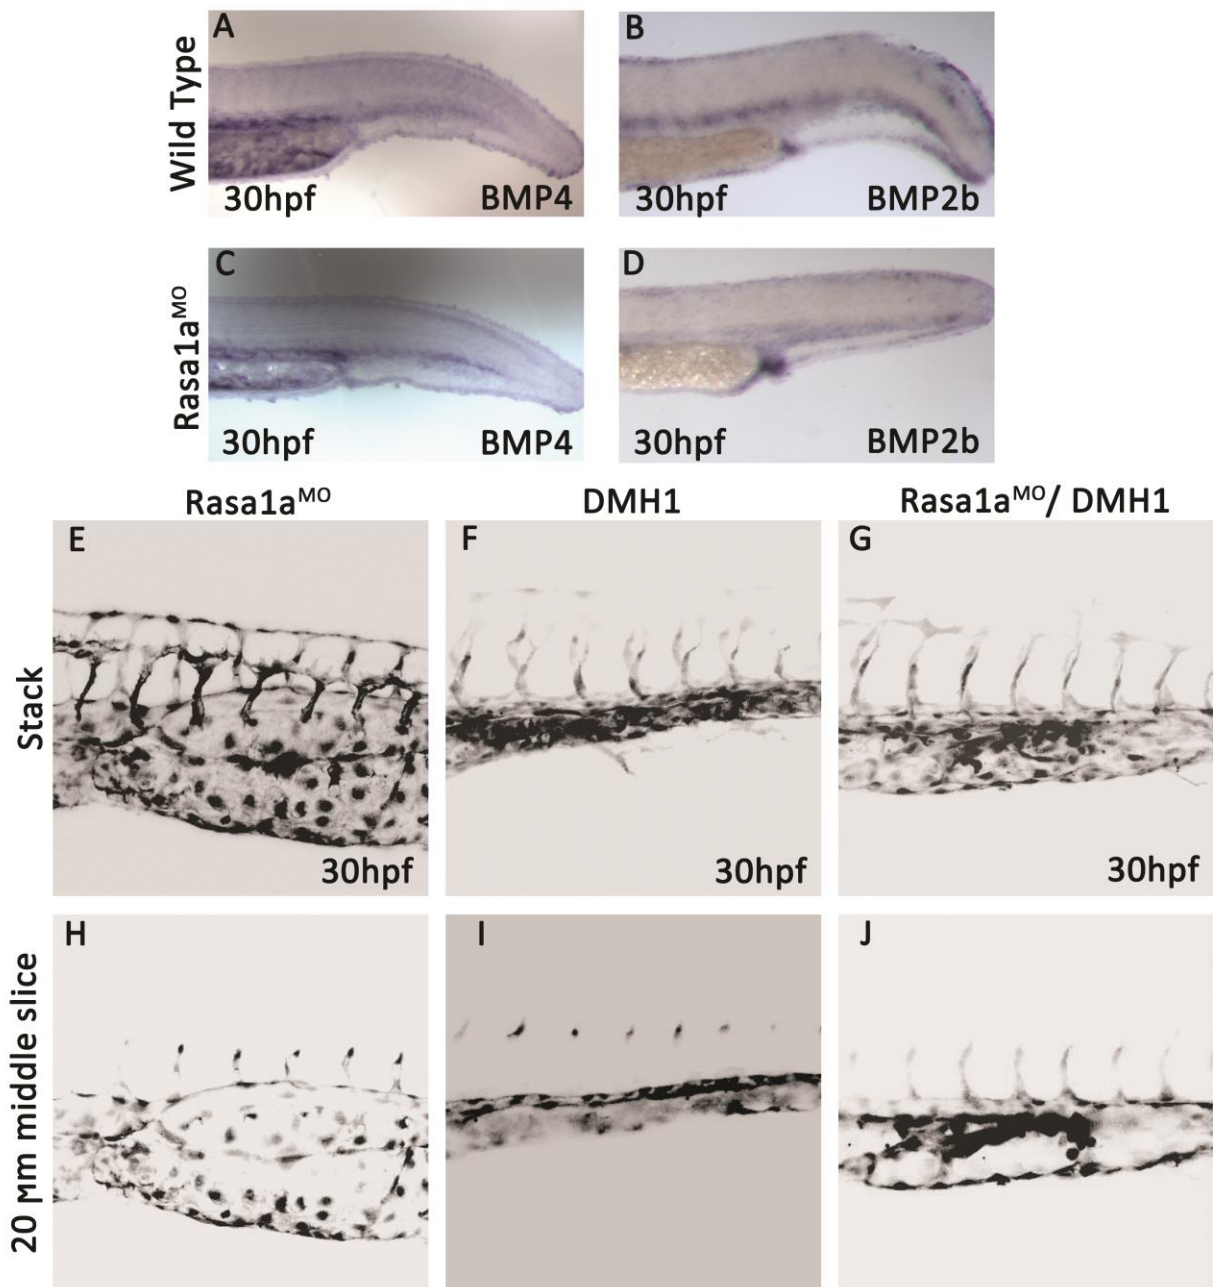 A
B
Wild Type
30hpf BMP4
30hpf BMP2b
C
D
Rasa1a^MO
30hpf BMP4
30hpf BMP2b
Rasa1a^MO
DMH1
Rasa1a^MO/ DMH1
E
F
G
Stack
30hpf
30hpf
30hpf
H
I
J
20 μm middle slice